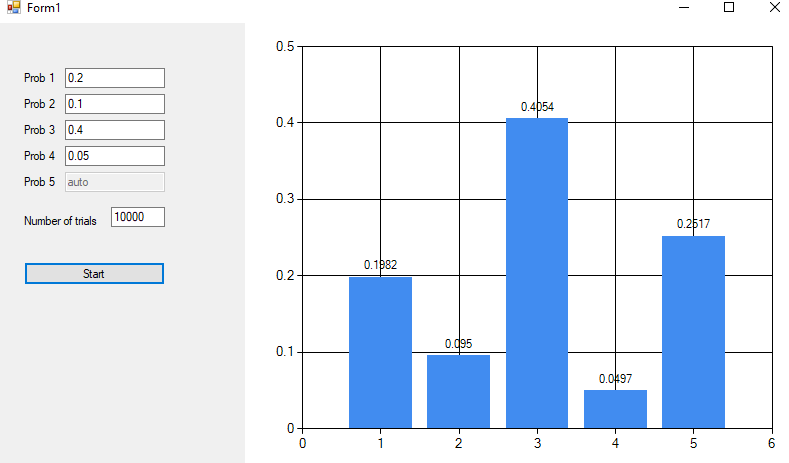 Form1
Prob 1 0.2
Prob 2 0.1
Prob 3 0.4
Prob 4 0.05
Prob 5 auto
Number of trials 10000
Start
0.5
0.4
0.3
0.2
0.1
0
0.1982
0.095
0.4054
0.0497
0.2517
0 1 2 3 4 5 6